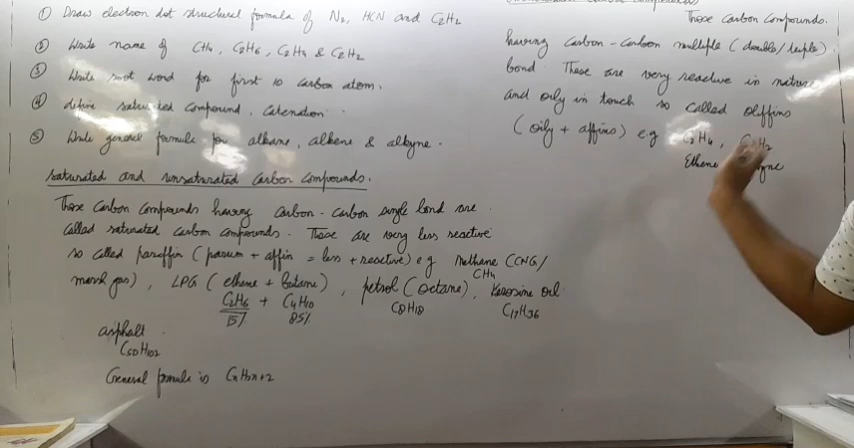 ① Draw electron dot structural formula of N₂, HCN and C₂H₂
② Write name of CH₄, C₂H₆, C₂H₄ & C₂H₂
③ Write root word for first 10 carbon atom.
④ define saturated compound, Catenation.
⑤ Write general formula for alkane, alkene & alkyne.
Saturated and unsaturated Carbon Compounds.
Those Carbon Compounds having Carbon-Carbon single bond are
called saturated carbon compounds. These are very less reactive
so called paraffin (parum + affin = less + reactive) e g Methane (CNG/
CH₄
marsh gas), LPG (ethane + butane), petrol (octane), Kerosine oil
C₂H₆ + C₄H₁₀ C8H18 C17H36
15% 85%
asphalt
C50H102
General formula is CnH2n+2
Those Carbon Compounds.
having Carbon-Carbon multiple (double/triple)
bond. These are very reactive in nature
and oily in touch so called olffins
(oily + affins) e.g C₂H₄,
Ethene